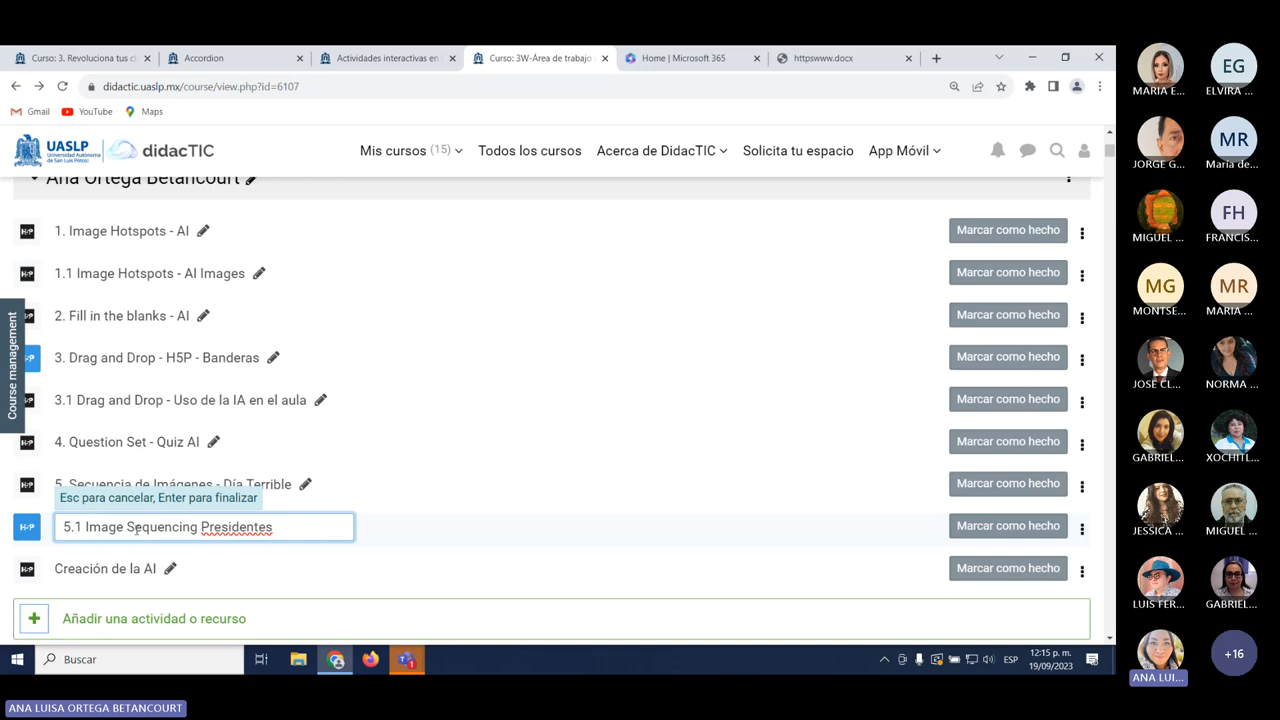 Curso: 3. Revoluciona tus cl
Accordion
Actividades interactivas en
Curso: 3W-Área de trabajo
Home | Microsoft 365
httpswww.docx
didactic.uaslp.mx/course/view.php?id=6107
Gmail
YouTube
Maps
UASLP
Universidad Autónoma
de San Luis Potosí
didacTIC
Mis cursos (15)
Todos los cursos
Acerca de DidacTIC
Solicita tu espacio
App Móvil
Ana Ortega Betancourt
1. Image Hotspots - AI
Marcar como hecho
1.1 Image Hotspots - AI Images
Marcar como hecho
2. Fill in the blanks - AI
Marcar como hecho
3. Drag and Drop - H5P - Banderas
Marcar como hecho
3.1 Drag and Drop - Uso de la IA en el aula
Marcar como hecho
4. Question Set - Quiz AI
Marcar como hecho
5. Secuencia de Imágenes - Día Terrible
Marcar como hecho
Esc para cancelar, Enter para finalizar
5.1 Image Sequencing Presidentes
Marcar como hecho
Creación de la AI
Marcar como hecho
Añadir una actividad o recurso
Course management
Buscar
ESP
12:15 p. m.
19/09/2023
MARIA E...
EG
ELVIRA ...
JORGE G...
MR
Maria de...
MIGUEL ...
FH
FRANCIS...
MG
MONTSE...
MR
MARIA ...
JOSE CL...
NORMA ...
GABRIEL...
XOCHITL...
JESSICA ...
MIGUEL ...
LUIS FER...
GABRIEL...
ANA LUI...
+16
ANA LUISA ORTEGA BETANCOURT